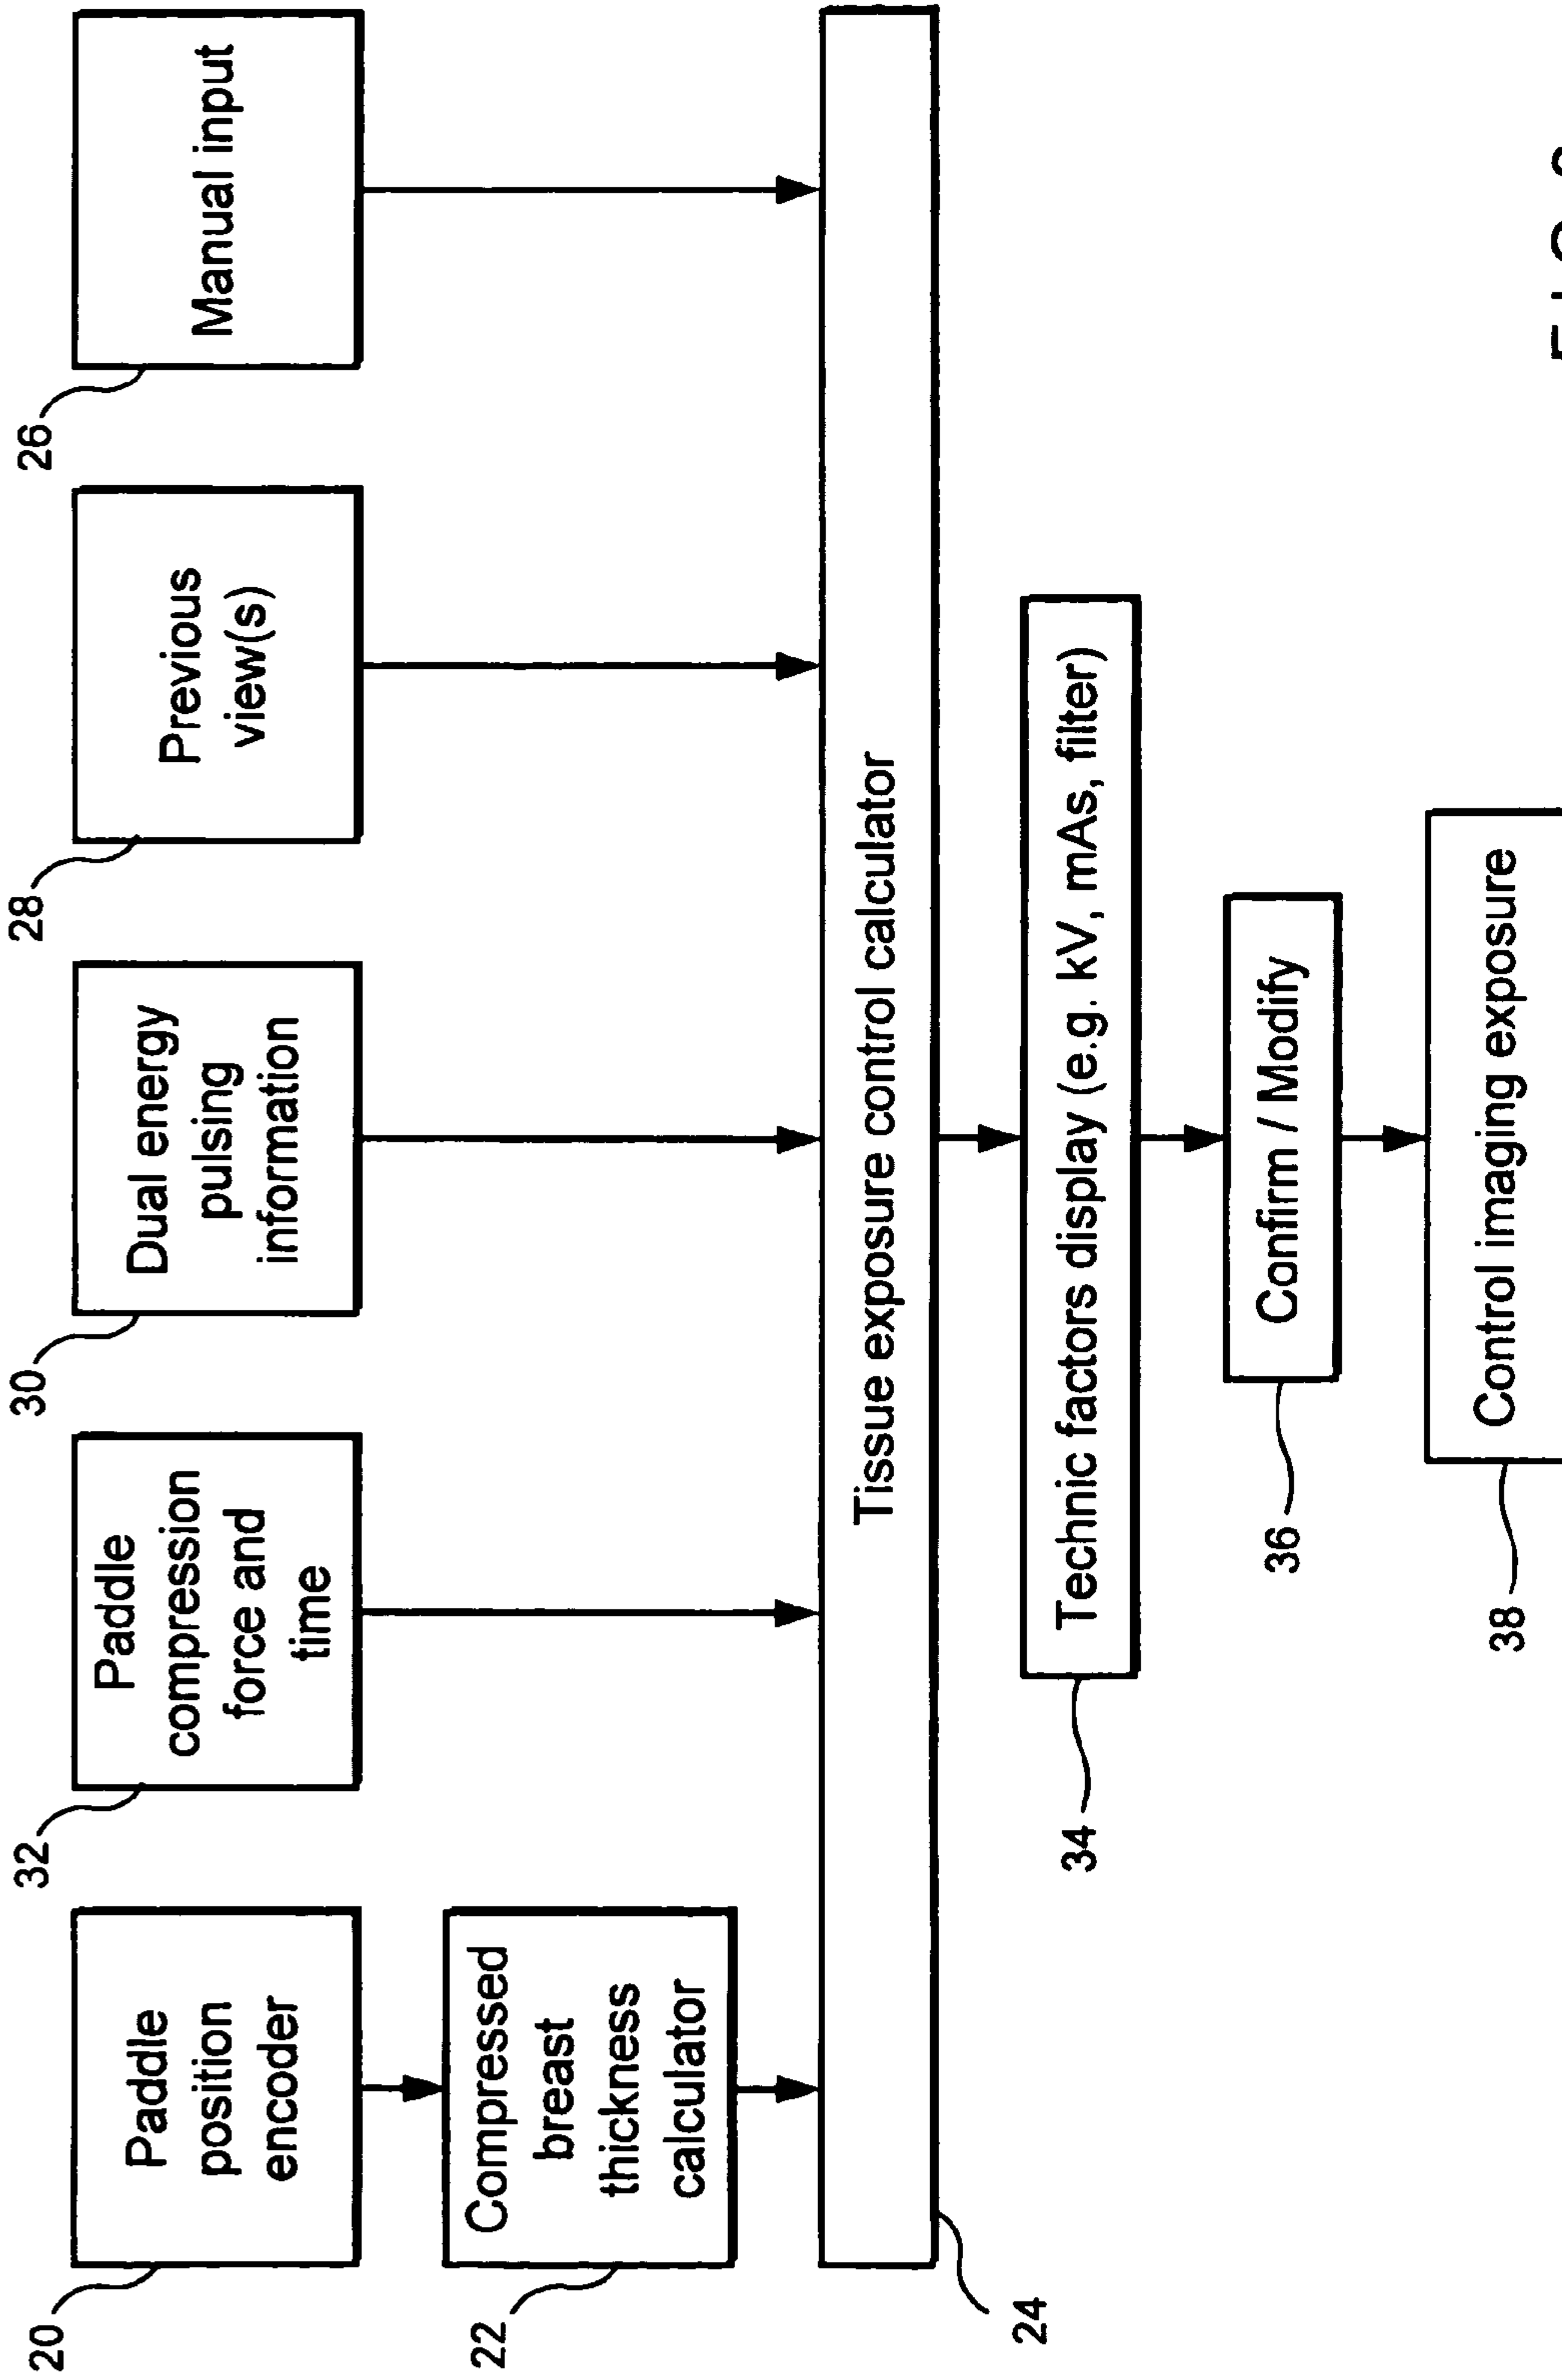 20
Paddle
position
encoder
32
Paddle
compression
force and
time
30
Dual energy
pulsing
information
28
Previous
view(s)
26
Manual input
22
Compressed
breast
thickness
calculator
24
Tissue exposure control calculator
34
Technic factors display (e.g. kV, mAs, filter)
36
Confirm / Modify
38
Control imaging exposure